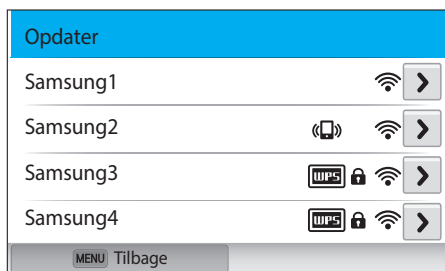 Opdater
Samsung1
Samsung2
Samsung3 WPS
Samsung4 WPS
MENU Tilbage